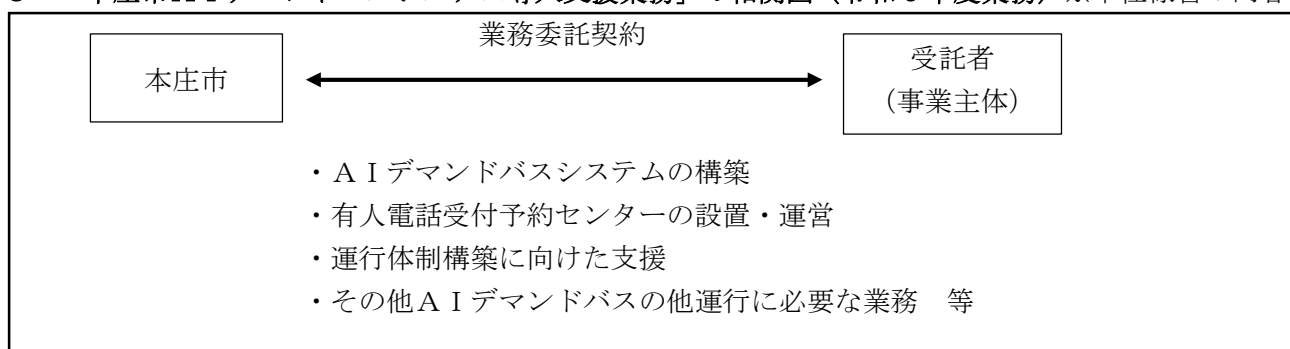 業務委託契約
本庄市
受託者
（事業主体）
・ＡＩデマンドバスシステムの構築
・有人電話受付予約センターの設置・運営
・運行体制構築に向けた支援
・その他ＡＩデマンドバスの他運行に必要な業務　等